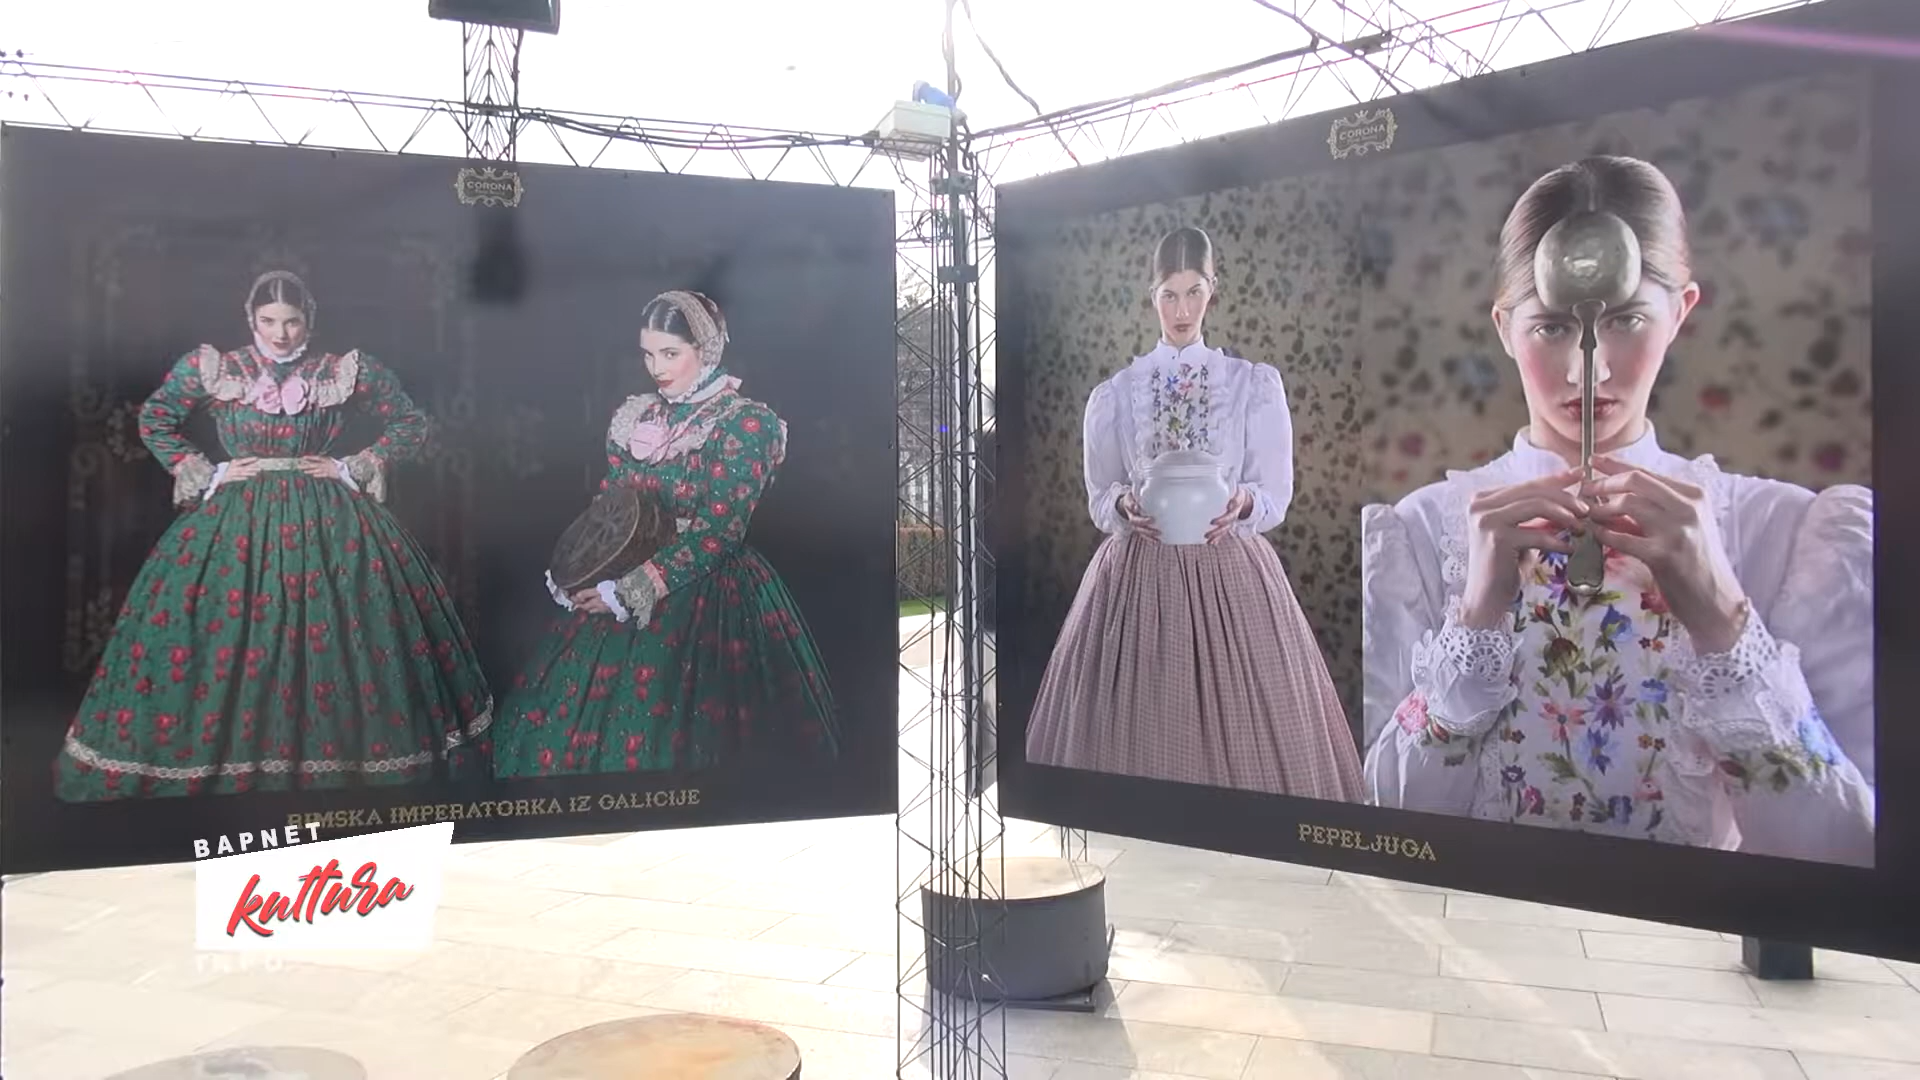 CORONA
CORONA
RIMSKA IMPERATORKA IZ GALICIJE
PEPELJUGA
BAPNET
kultura